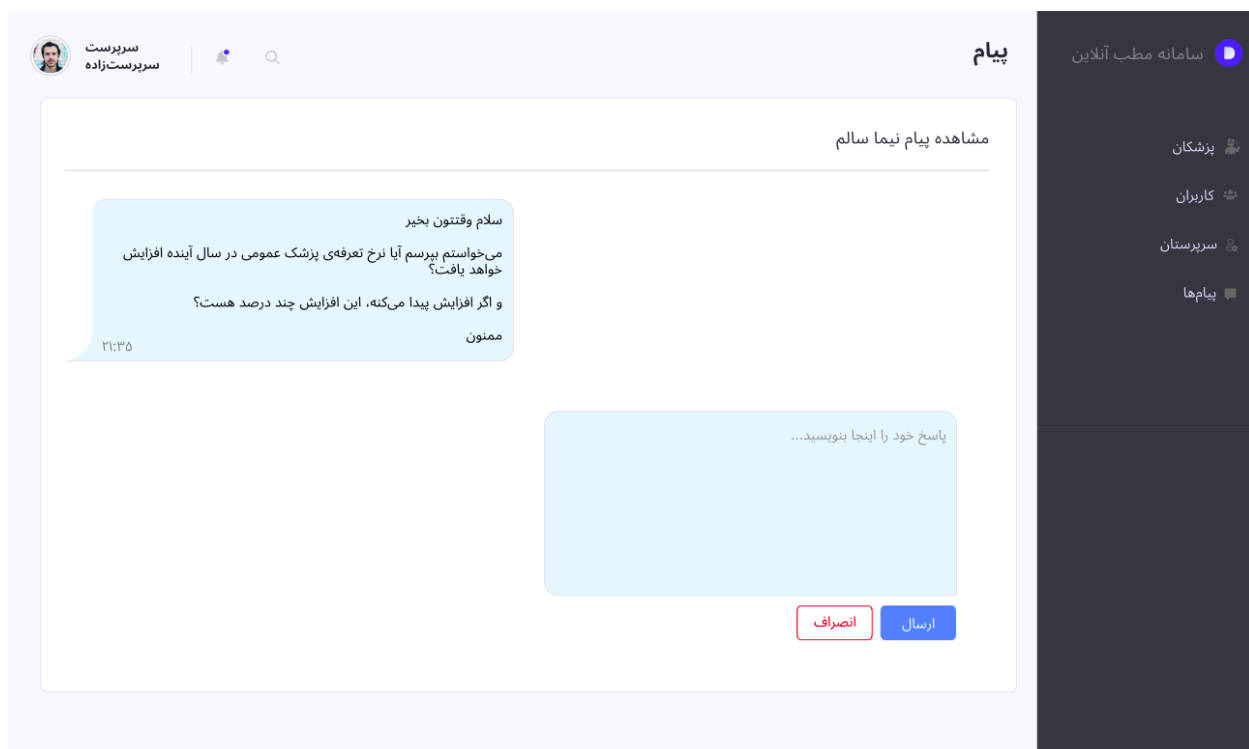 سامانه مطب آنلاین
پزشکان
کاربران
سرپرستان
پیام‌ها
پیام
سرپرست
سرپرست‌زاده
مشاهده پیام نیما سالم
سلام وقتتون بخیر
می‌خواستم بپرسم آیا نرخ تعرفه‌ی پزشک عمومی در سال آینده افزایش
خواهد یافت؟
و اگر افزایش پیدا می‌کنه، این افزایش چند درصد هست؟
ممنون
۲۱:۳۵
پاسخ خود را اینجا بنویسید...
ارسال
انصراف